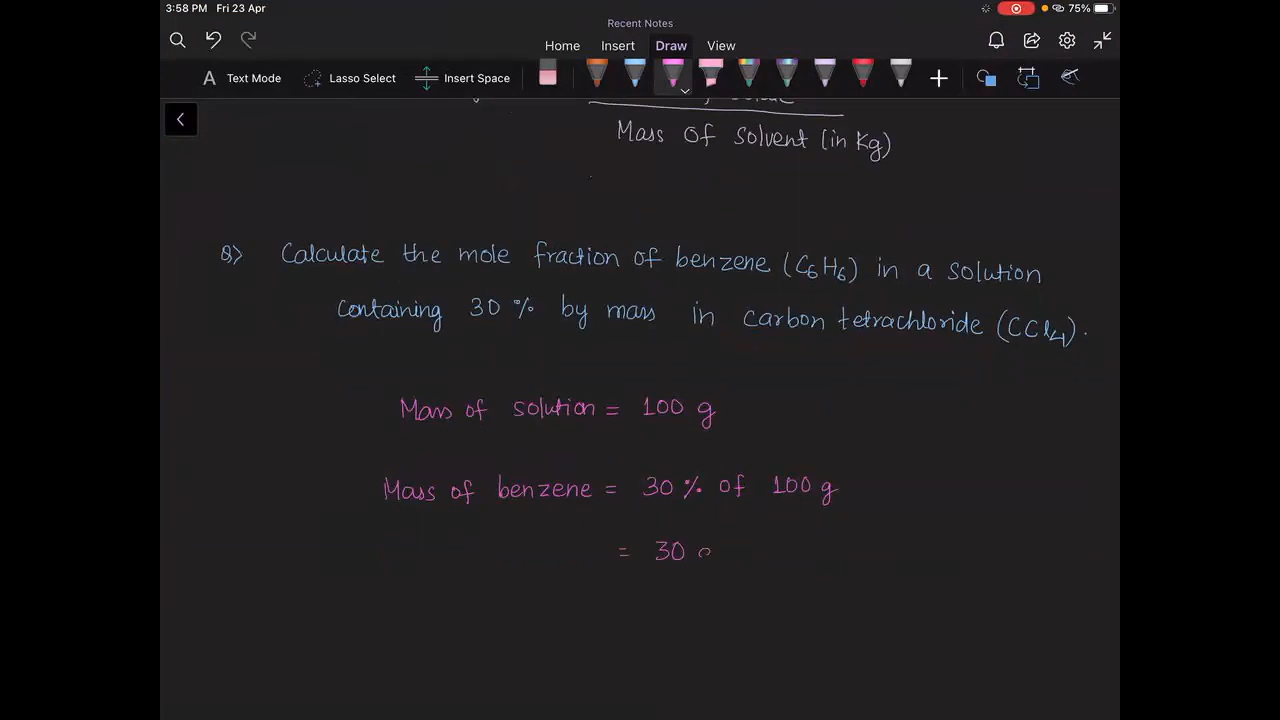 3:58 PM Fri 23 Apr
75%
Recent Notes
Home Insert Draw View
Text Mode Lasso Select Insert Space
Mass of solvent (in Kg)
Q> Calculate the mole fraction of benzene (C6H6) in a solution
containing 30 % by mass in carbon tetrachloride (CCl4).
Mass of solution = 100 g
Mass of benzene = 30 % of 100 g
= 30